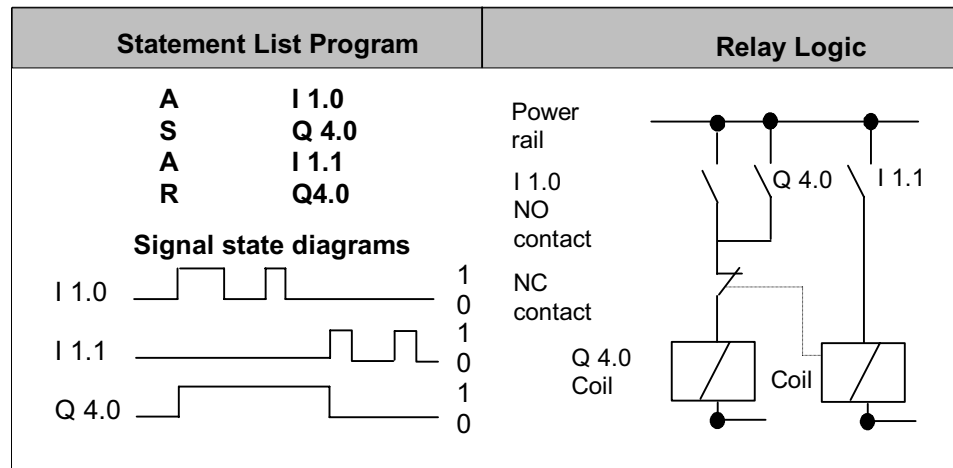 Statement List Program
Relay Logic
A I 1.0
S Q 4.0
A I 1.1
R Q4.0
Signal state diagrams
I 1.0
1
0
I 1.1
1
0
Q 4.0
1
0
Power
rail
I 1.0
NO
contact
Q 4.0
I 1.1
NC
contact
Q 4.0
Coil
Coil